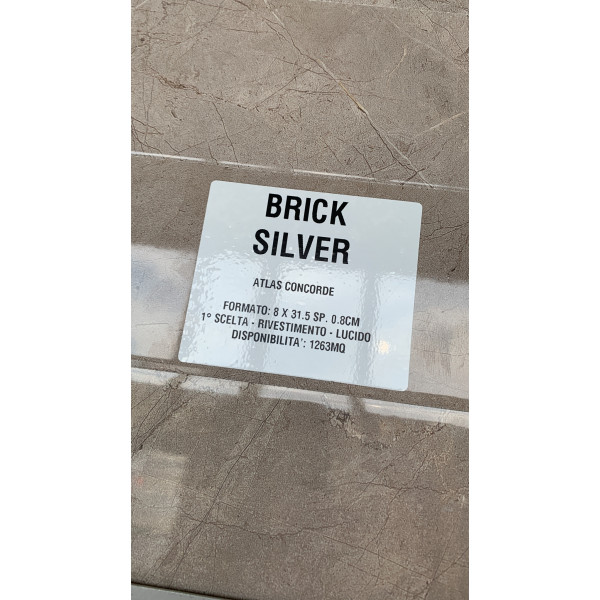 BRICK
SILVER
ATLAS CONCORDE
FORMATO: 8 X 31.5 SP. 0.8CM
1° SCELTA - RIVESTIMENTO - LUCIDO
DISPONIBILITA': 1263MQ